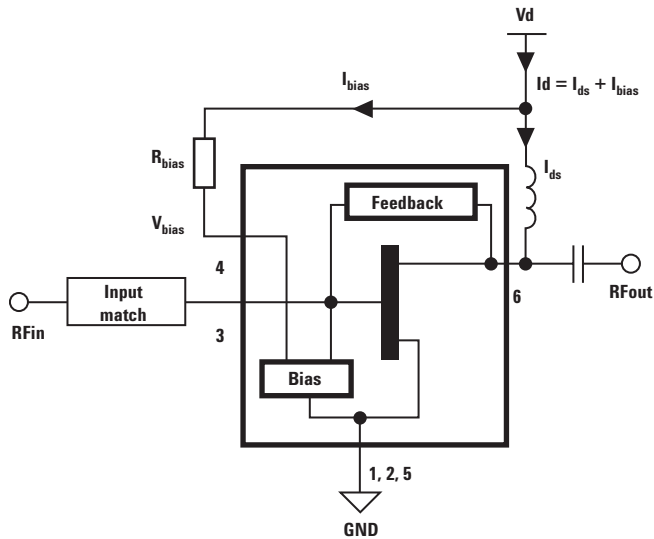 Vd
Id = Ids + Ibias
Ibias
Rbias
Ids
Feedback
Vbias
4
6
Input
match
RFin
3
RFout
Bias
1, 2, 5
GND